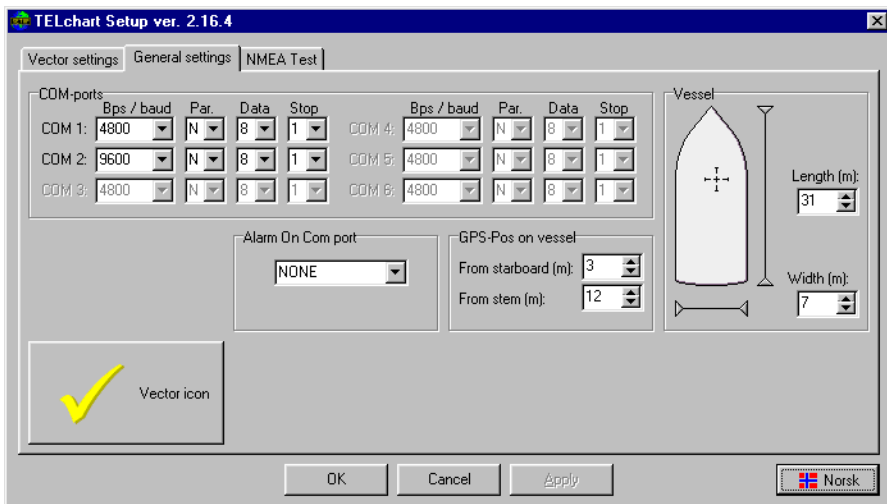 TELchart Setup ver. 2.16.4
Vector settings General settings NMEA Test
COM-ports
Bps / baud Par. Data Stop Bps / baud Par. Data Stop
COM 1: 4800 N 8 1 COM 4: 4800 N 8 1
COM 2: 9600 N 8 1 COM 5: 4800 N 8 1
COM 3: 4800 N 8 1 COM 6: 4800 N 8 1
Vessel
Length (m):
31
Width (m):
7
Alarm On Com port
NONE
GPS-Pos on vessel
From starboard (m): 3
From stem (m): 12
Vector icon
OK Cancel Apply Norsk